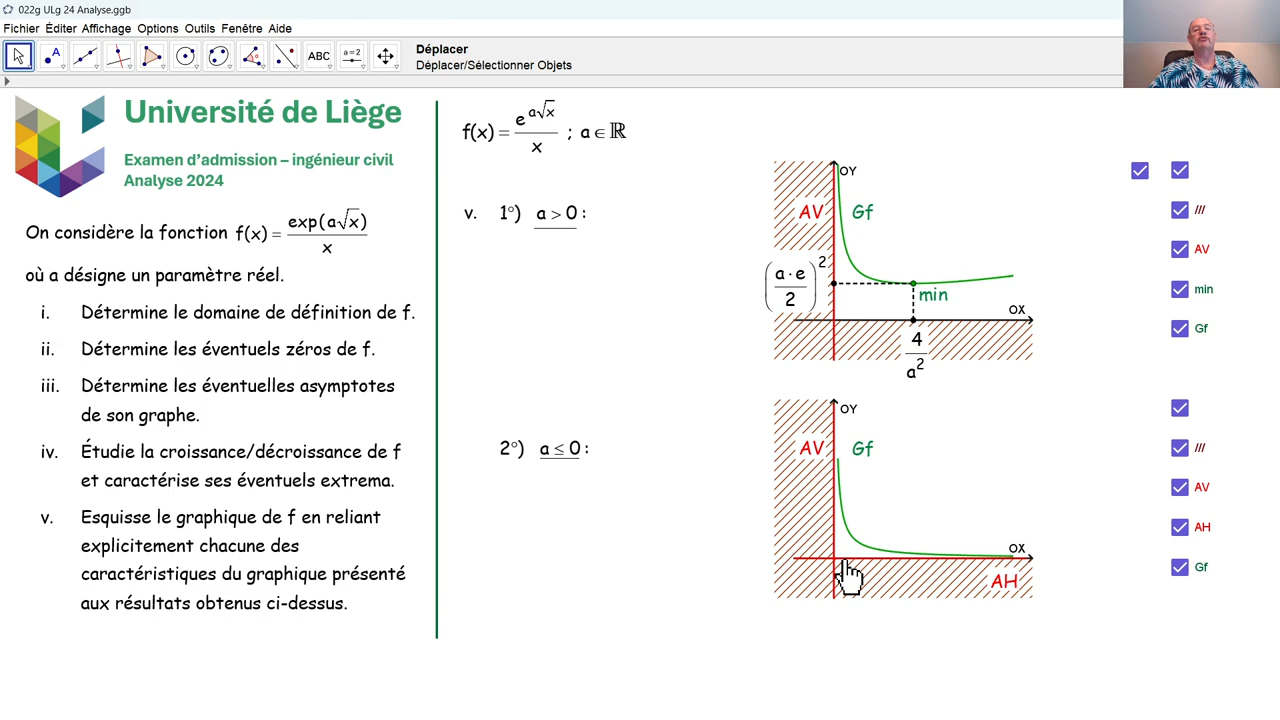 022g ULg 24 Analyse.ggb
Fichier Éditer Affichage Options Outils Fenêtre Aide
A
ABC
a=2
Déplacer
Déplacer/Sélectionner Objets
Université de Liège
Examen d'admission – ingénieur civil
Analyse 2024
On considère la fonction f(x) = exp(a√x) / x
où a désigne un paramètre réel.
i. Détermine le domaine de définition de f.
ii. Détermine les éventuels zéros de f.
iii. Détermine les éventuelles asymptotes
de son graphe.
iv. Étudie la croissance/décroissance de f
et caractérise ses éventuels extrema.
v. Esquisse le graphique de f en reliant
explicitement chacune des
caractéristiques du graphique présenté
aux résultats obtenus ci-dessus.
f(x) = e^(a√x) / x ; a ∈ ℝ
v. 1°) a > 0 :
OY
AV Gf
(a·e / 2)²
min
OX
4 / a²
2°) a ≤ 0 :
OY
AV Gf
OX
AH
///
AV
min
Gf
///
AV
AH
Gf